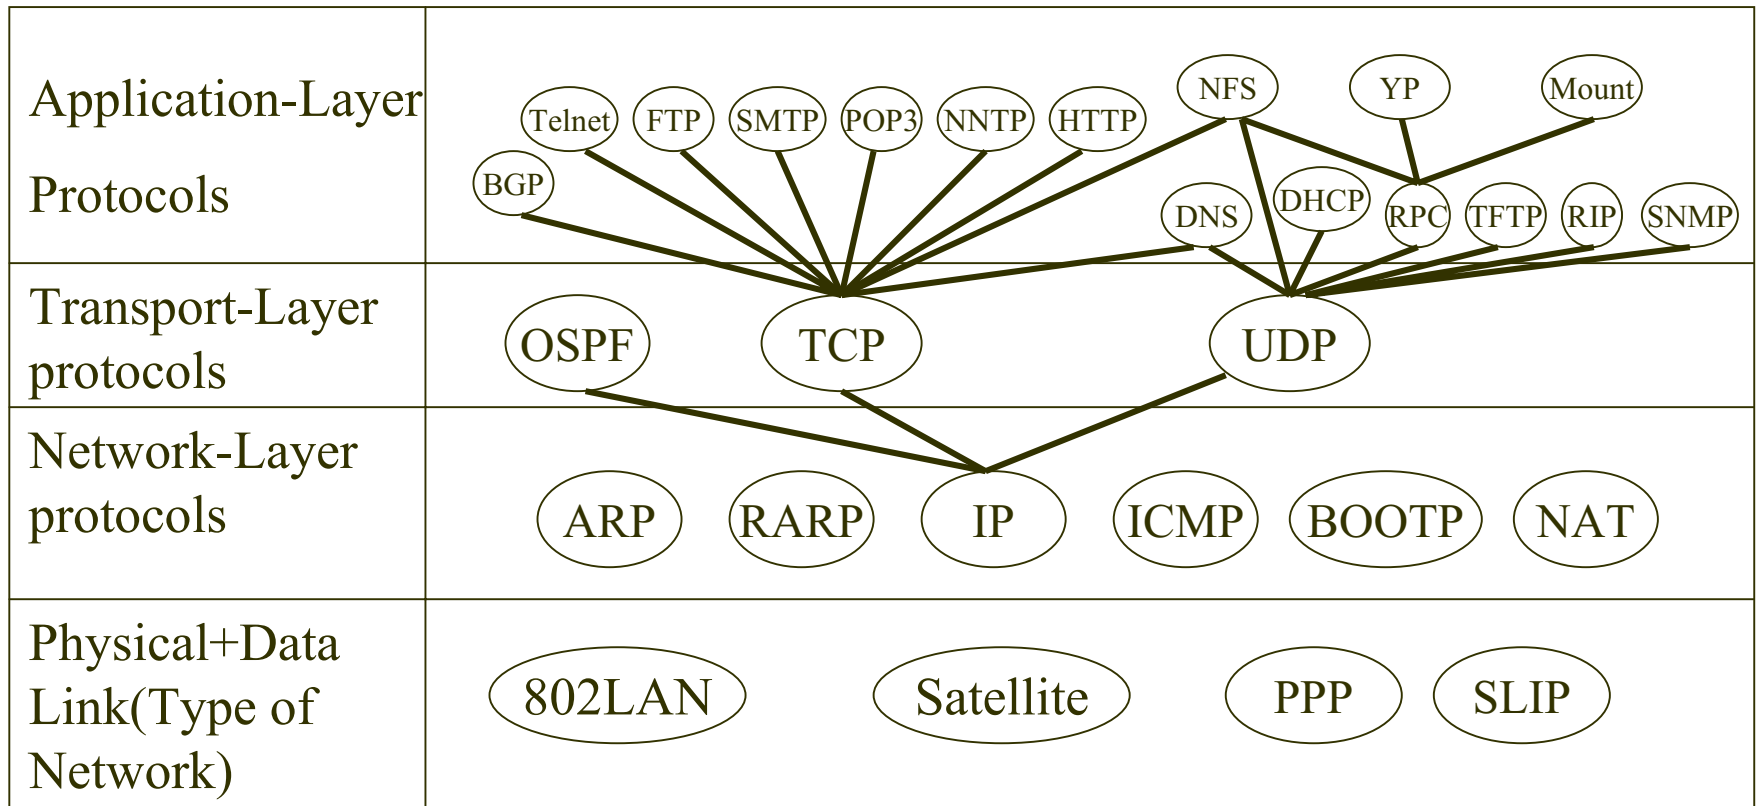 Application-Layer
Protocols
Telnet FTP SMTP POP3 NNTP HTTP NFS YP Mount
BGP DNS DHCP RPC TFTP RIP SNMP
Transport-Layer
protocols
OSPF TCP UDP
Network-Layer
protocols
ARP RARP IP ICMP BOOTP NAT
Physical+Data
Link(Type of
Network)
802LAN Satellite PPP SLIP